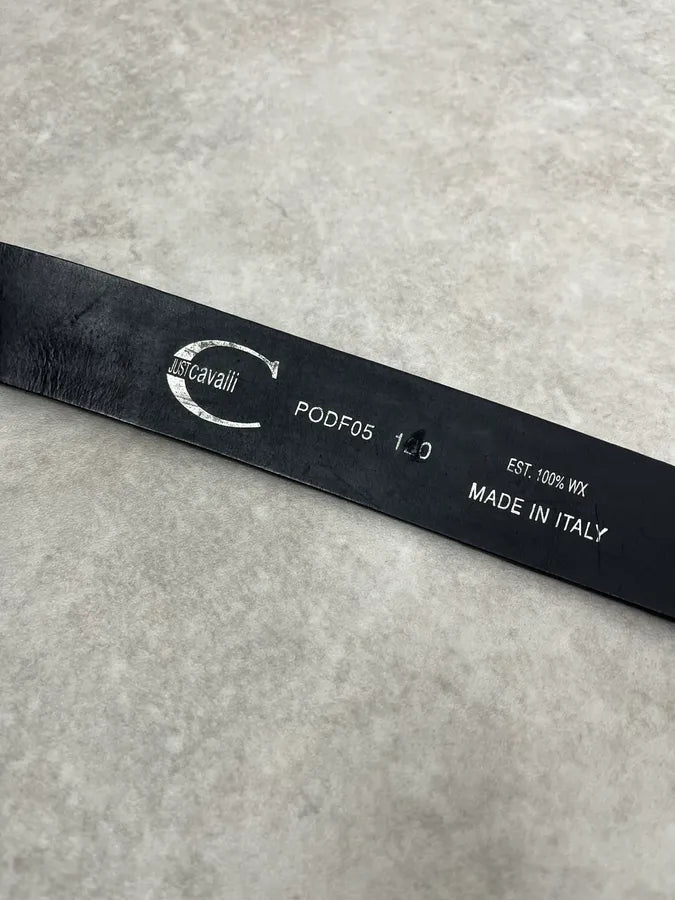 JUST cavalli
PODF05 140
EST. 100% WX
MADE IN ITALY